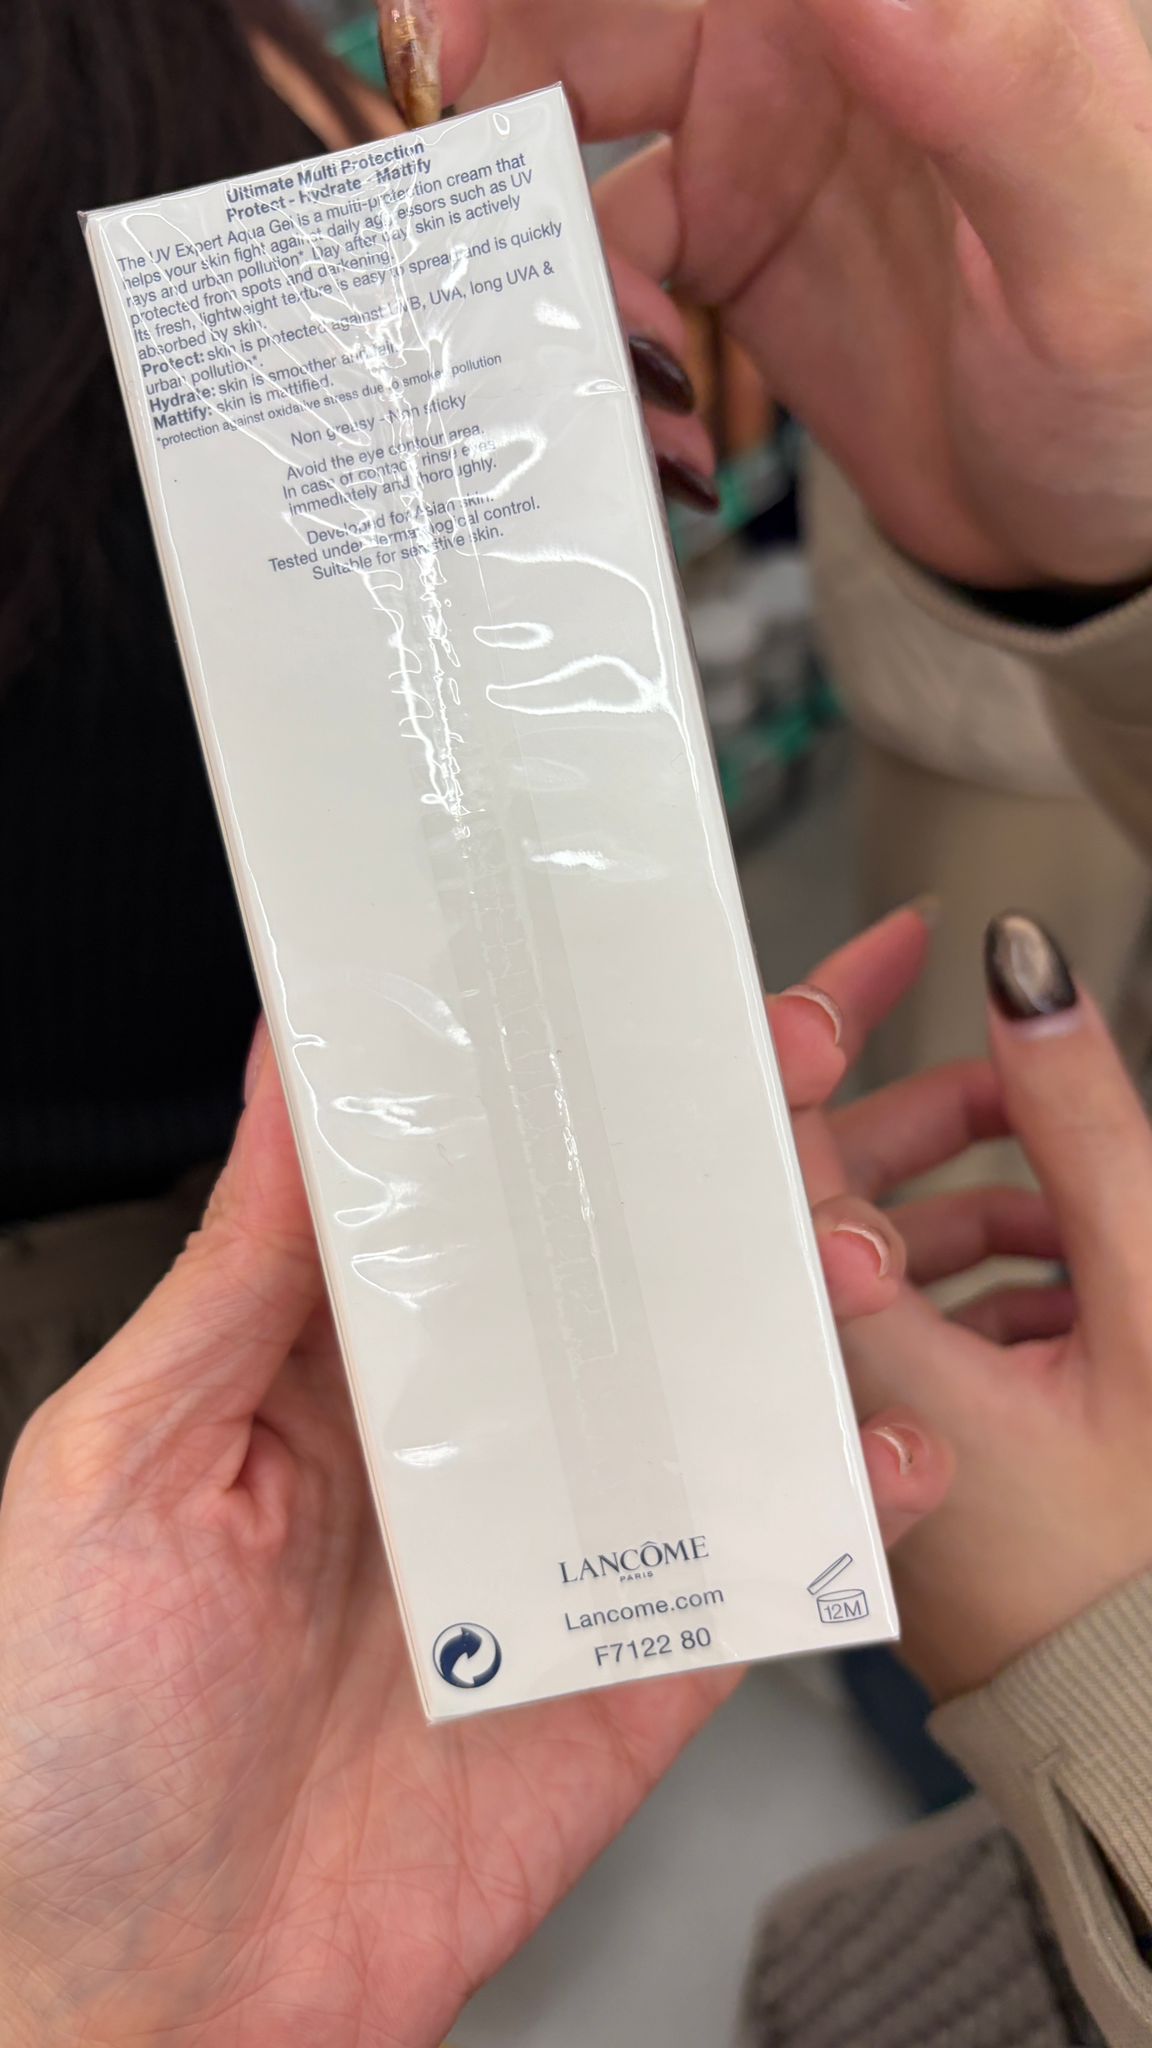 Ultimate Multi Protection
Protect - Hydrate - Mattify
The UV Expert Aqua Gel is a multi-protection cream that
helps your skin fight against daily aggressors such as UV
rays and urban pollution*. Day after day, skin is actively
protected from spots and darkening.
Its fresh, lightweight texture is easy to spread and is quickly
absorbed by skin.
Protect: skin is protected against UVB, UVA, long UVA &
urban pollution*.
Hydrate: skin is smoother and
Mattify: skin is mattified.
*protection against oxidative stress due to smoke pollution
Non greasy - Non sticky
Avoid the eye contour area.
In case of contact, rinse eyes
immediately and thoroughly.
Developed for Asian skin.
Tested under dermatological control.
Suitable for sensitive skin.
LANCÔME
PARIS
Lancome.com
F7122 80
12M